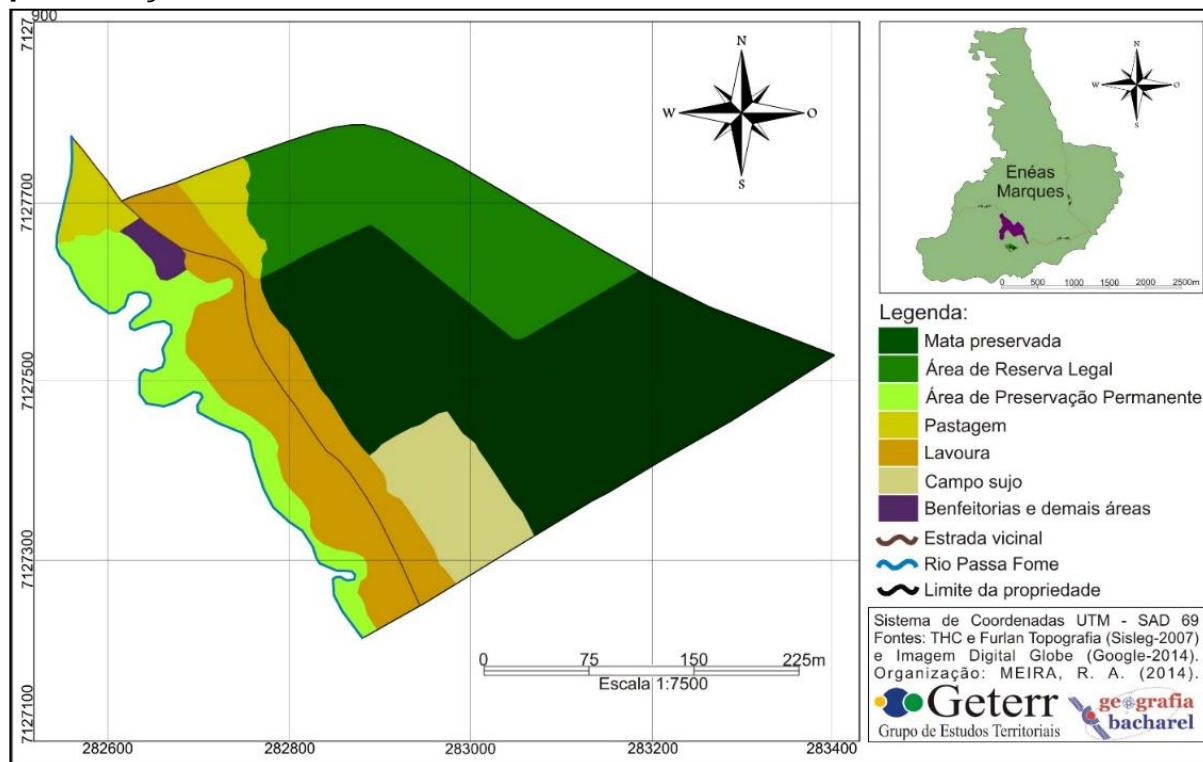 7127900
7127700
7127500
7127300
7127100
282600
282800
283000
283200
283400
N
W
O
S
0
75
150
225m
Escala 1:7500
N
W
O
S
Enéas
Marques
0 500 1000 1500 2000 2500m
Legenda:
Mata preservada
Área de Reserva Legal
Área de Preservação Permanente
Pastagem
Lavoura
Campo sujo
Benfeitorias e demais áreas
Estrada vicinal
Rio Passa Fome
Limite da propriedade
Sistema de Coordenadas UTM - SAD 69
Fontes: THC e Furlan Topografia (Sisleg-2007)
e Imagem Digital Globe (Google-2014).
Organização: MEIRA, R. A. (2014).
Geterr
Grupo de Estudos Territoriais
geografia
bacharel